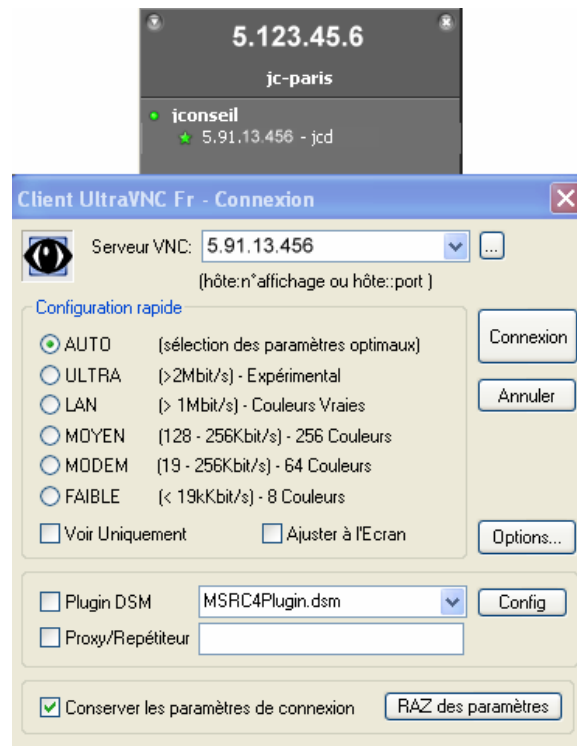 5.123.45.6
jc-paris
jconseil
5.91.13.456 - jcd
Client UltraVNC Fr - Connexion
Serveur VNC: 5.91.13.456 ...
(hôte:n°affichage ou hôte::port )
Configuration rapide
AUTO (sélection des paramètres optimaux) Connexion
ULTRA (>2Mbit/s) - Expérimental
LAN (> 1Mbit/s) - Couleurs Vraies Annuler
MOYEN (128 - 256Kbit/s) - 256 Couleurs
MODEM (19 - 256Kbit/s) - 64 Couleurs
FAIBLE (< 19kKbit/s) - 8 Couleurs
Voir Uniquement Ajuster à l'Ecran Options...
Plugin DSM MSRC4Plugin.dsm Config
Proxy/Repétiteur
Conserver les paramètres de connexion RAZ des paramètres